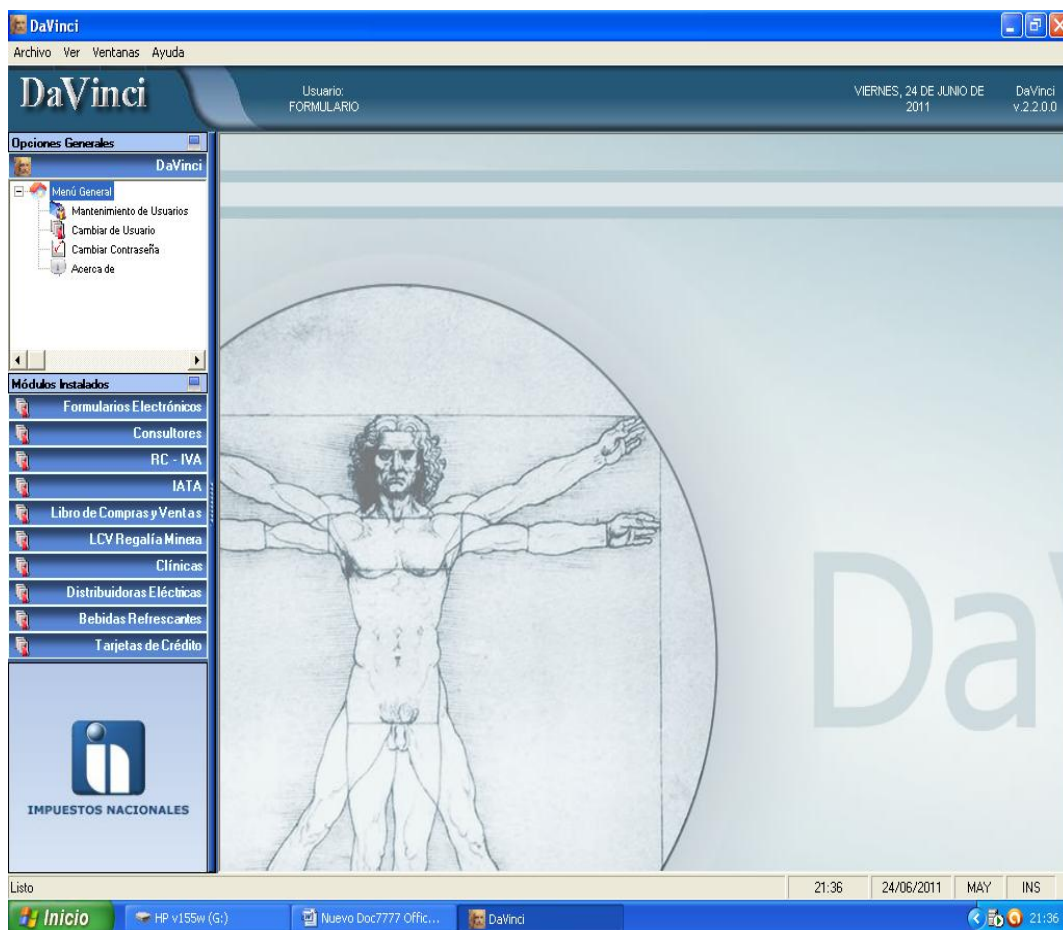 DaVinci
Archivo Ver Ventanas Ayuda
DaVinci
Usuario:
FORMULARIO
VIERNES, 24 DE JUNIO DE
2011
DaVinci
v.2.2.0.0
Opciones Generales
DaVinci
Menú General
Mantenimiento de Usuarios
Cambiar de Usuario
Cambiar Contraseña
Acerca de
Módulos Instalados
Formularios Electrónicos
Consultores
RC - IVA
IATA
Libro de Compras y Ventas
LCV Regalía Minera
Clínicas
Distribuidoras Eléctricas
Bebidas Refrescantes
Tarjetas de Crédito
in
IMPUESTOS NACIONALES
DaV
Listo
21:36 24/06/2011 MAY INS
Inicio HP v155w (G:) Nuevo Doc7777 Offic... DaVinci 21:36